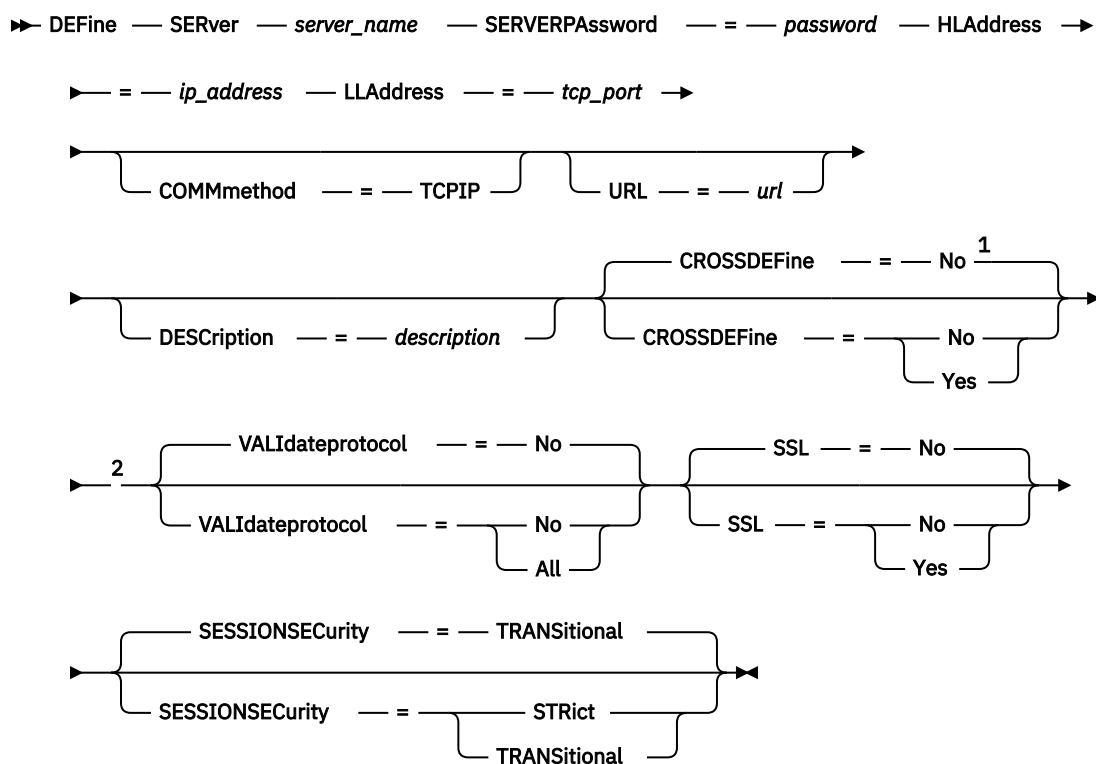 DEFine SERver server_name SERVERPAssword = password HLAddress
= ip_address LLAddress = tcp_port
COMMmethod = TCPIP URL = url
CROSSDEFine = No 1
DESCription = description CROSSDEFine = No
Yes
2 VALIdateprotocol = No SSL = No
VALIdateprotocol = No SSL = No
All Yes
SESSIONSECurity = TRANSitional
SESSIONSECurity = STRict
TRANSitional